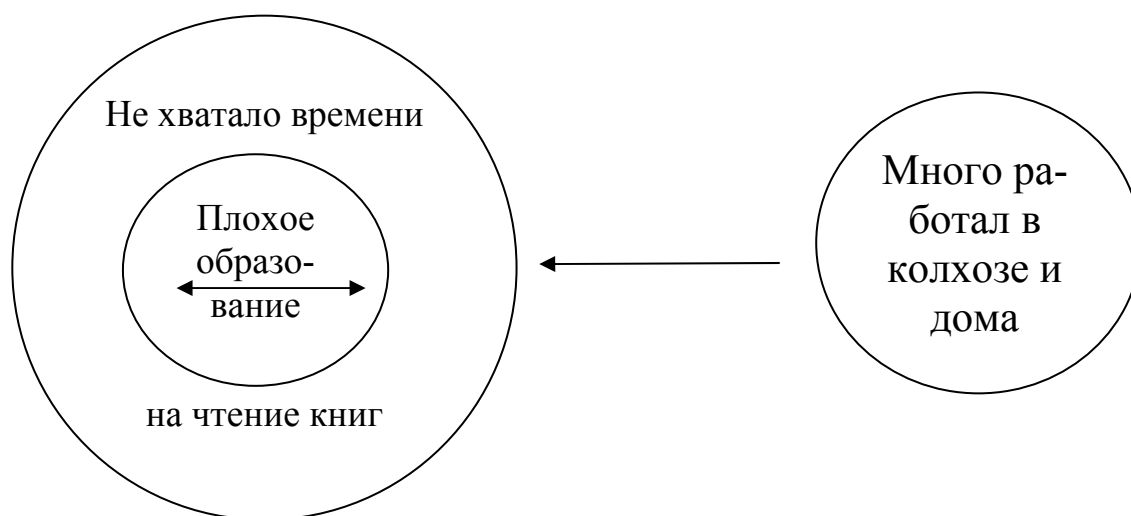 Не хватало времени
Плохое
образо-
вание
на чтение книг
Много ра-
ботал в
колхозе и
дома